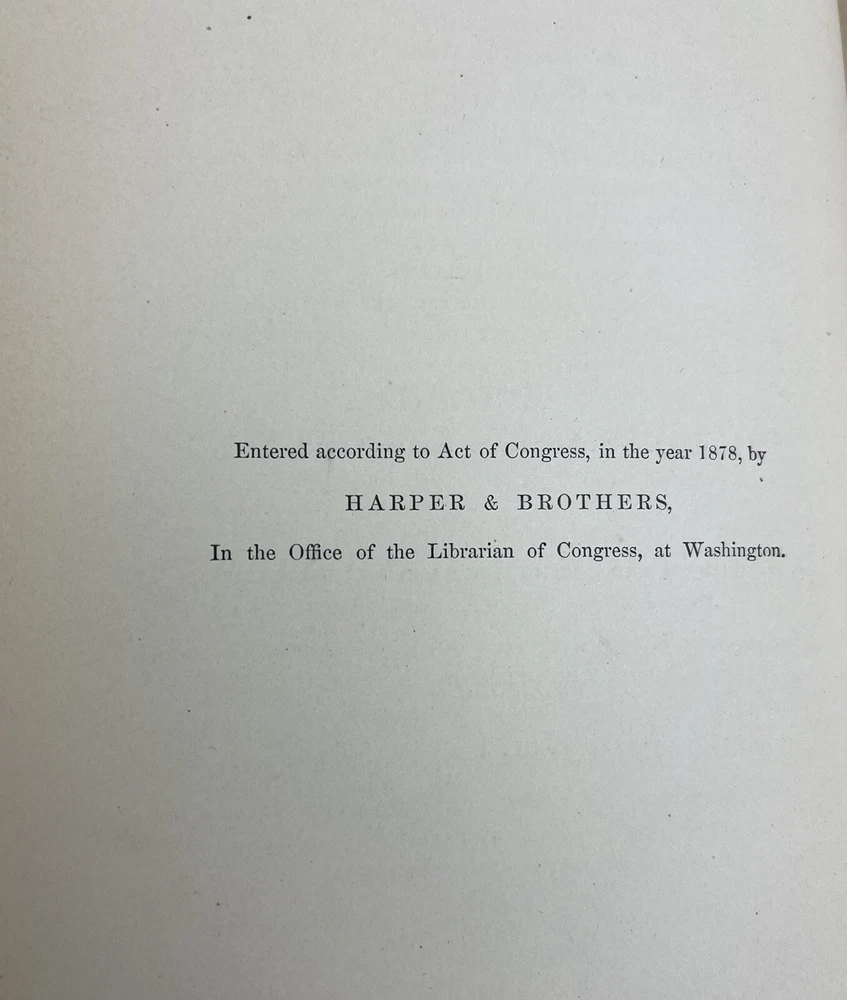 Entered according to Act of Congress, in the year 1878, by
HARPER & BROTHERS,
In the Office of the Librarian of Congress, at Washington.